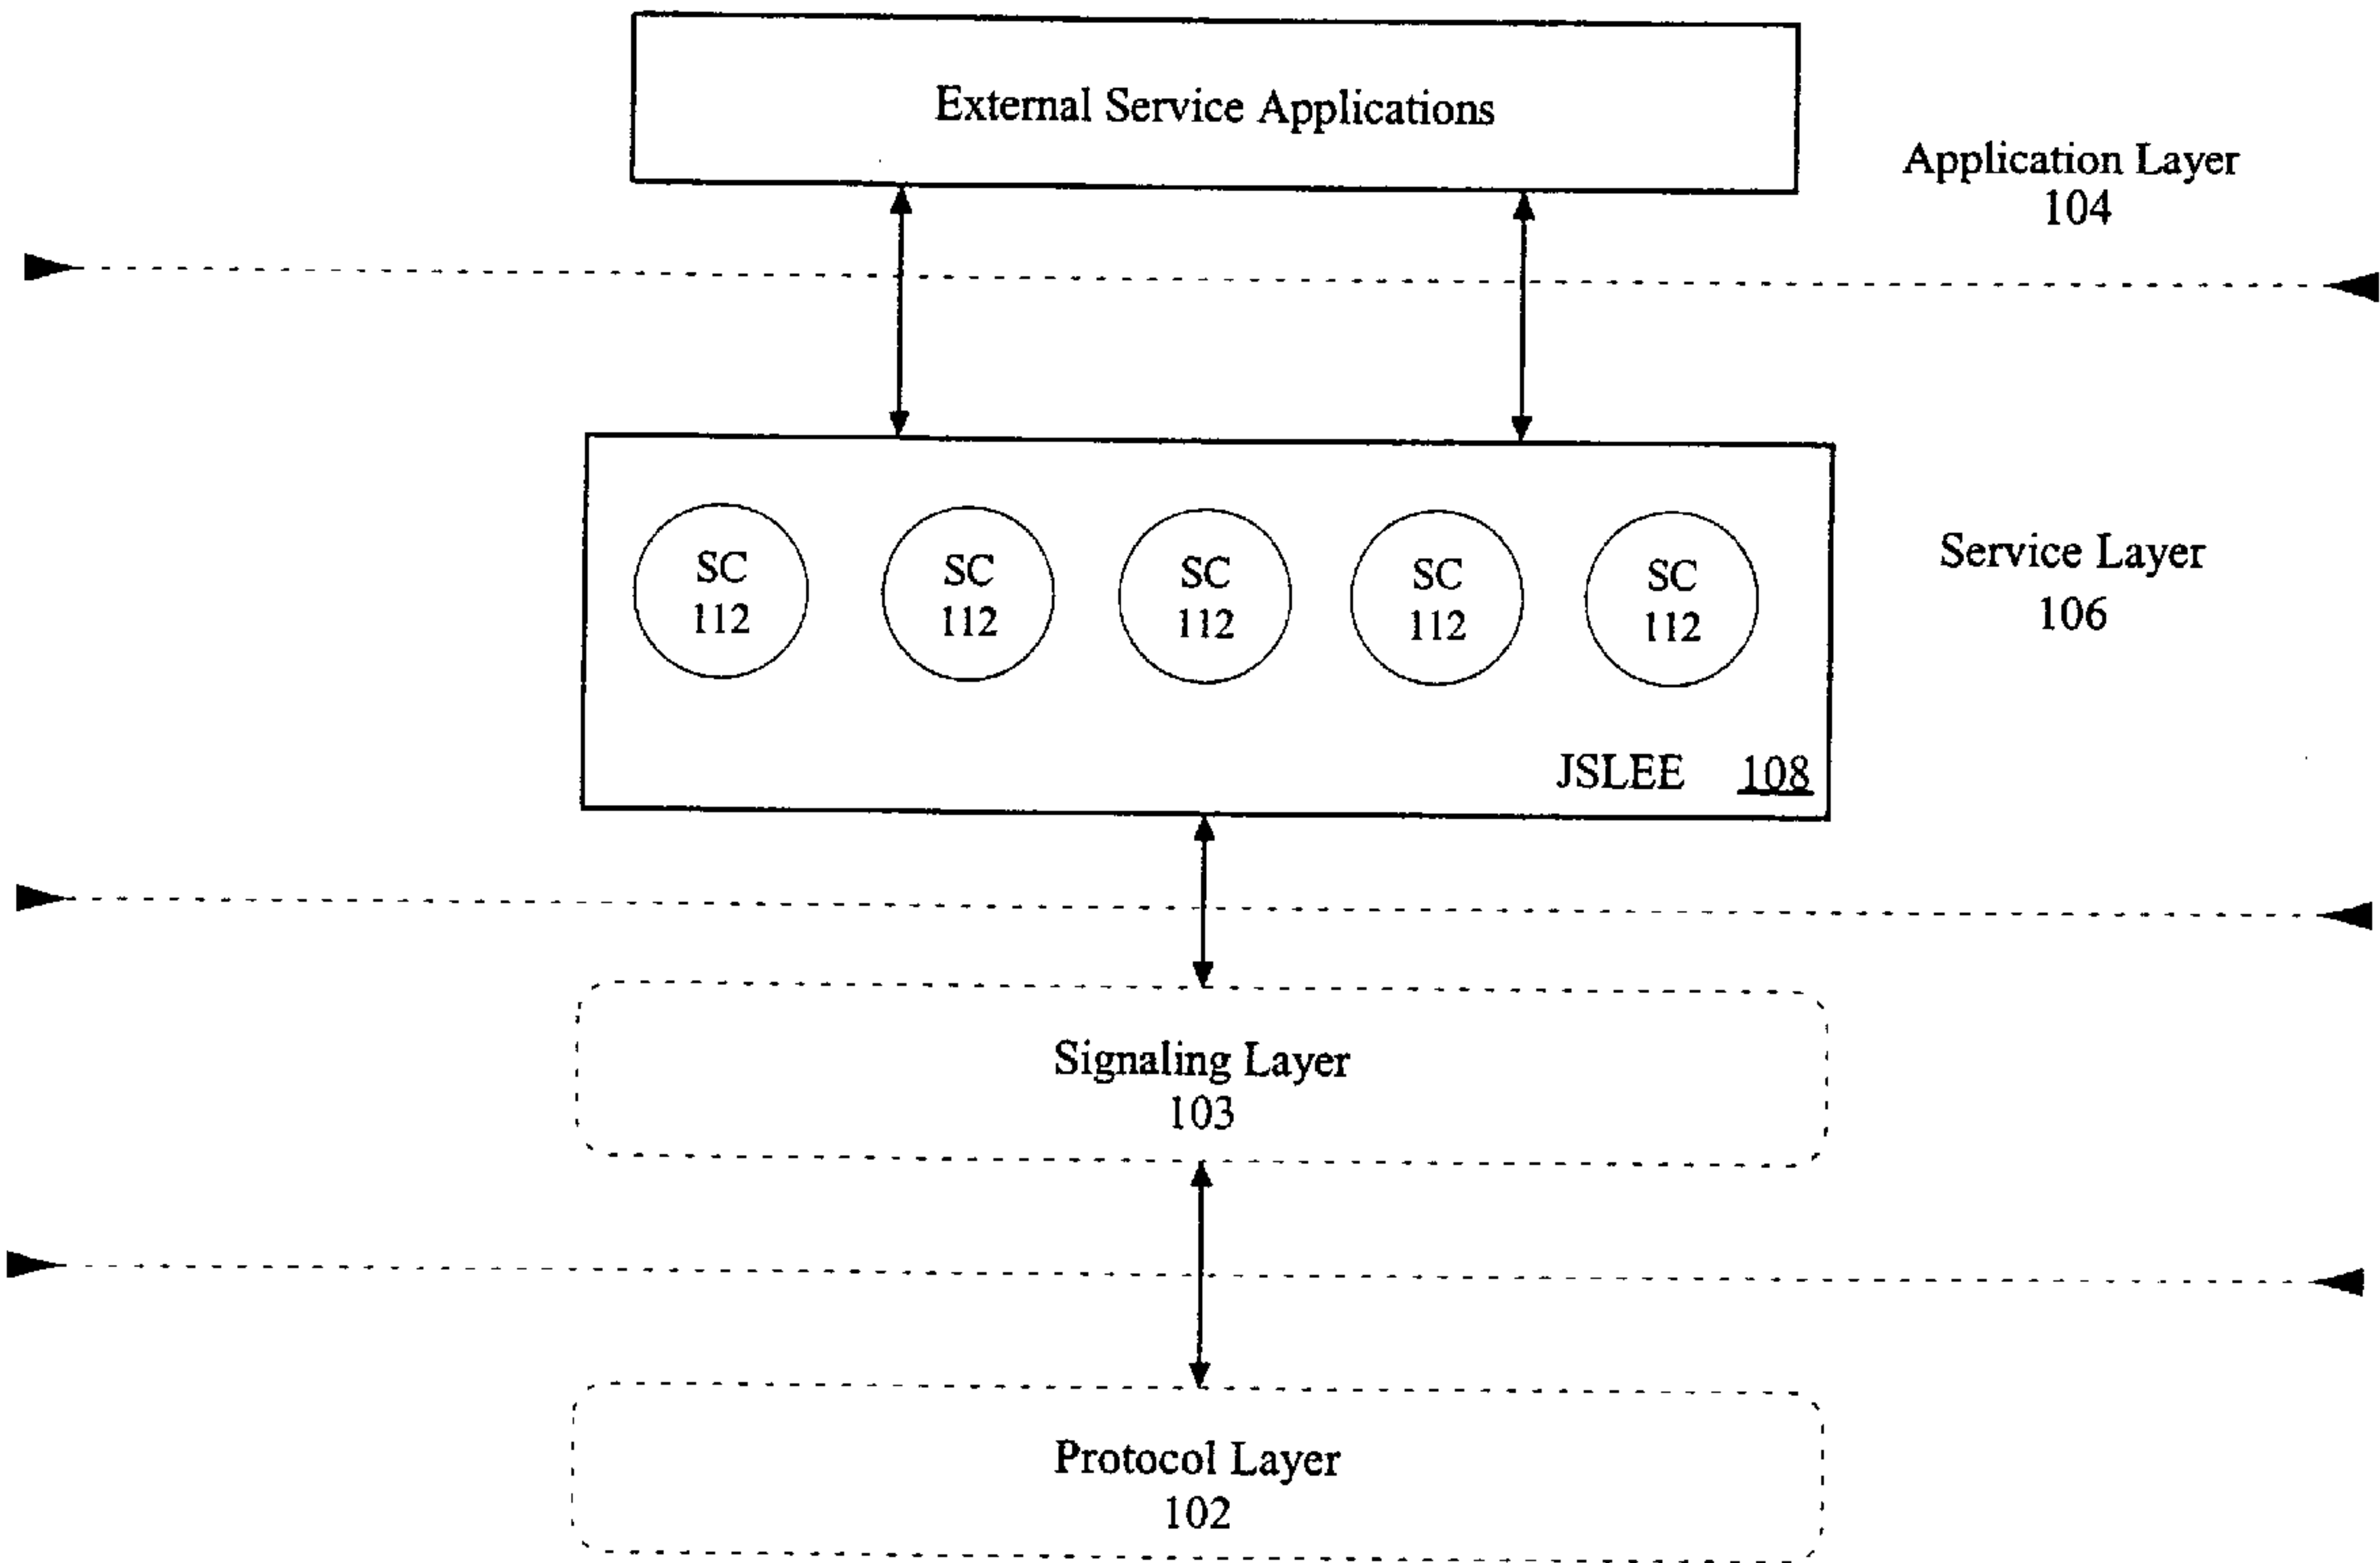 External Service Applications
Application Layer
104
SC
112
SC
112
SC
112
SC
112
SC
112
Service Layer
106
JSLEE 108
Signaling Layer
103
Protocol Layer
102